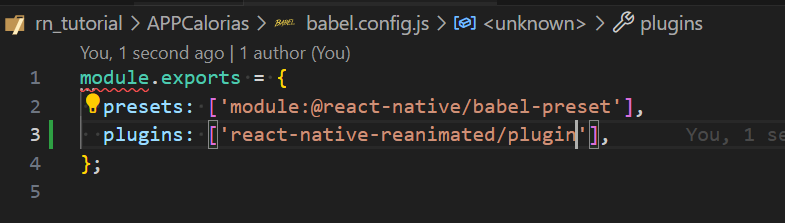 rn_tutorial > APPCalorias > BABEL babel.config.js > <unknown> > plugins
You, 1 second ago | 1 author (You)
1 module.exports = {
2 presets: ['module:@react-native/babel-preset'],
3 plugins: ['react-native-reanimated/plugin'], You, 1 se
4 };
5